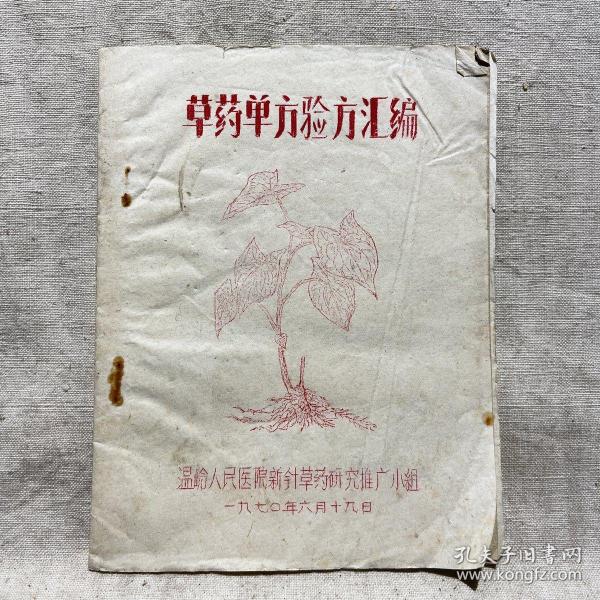 草药单方验方汇编
温岭人民医院新针草药研究推广小組
一九七〇年六月十九日
孔夫子旧书网
www.kongfz.com